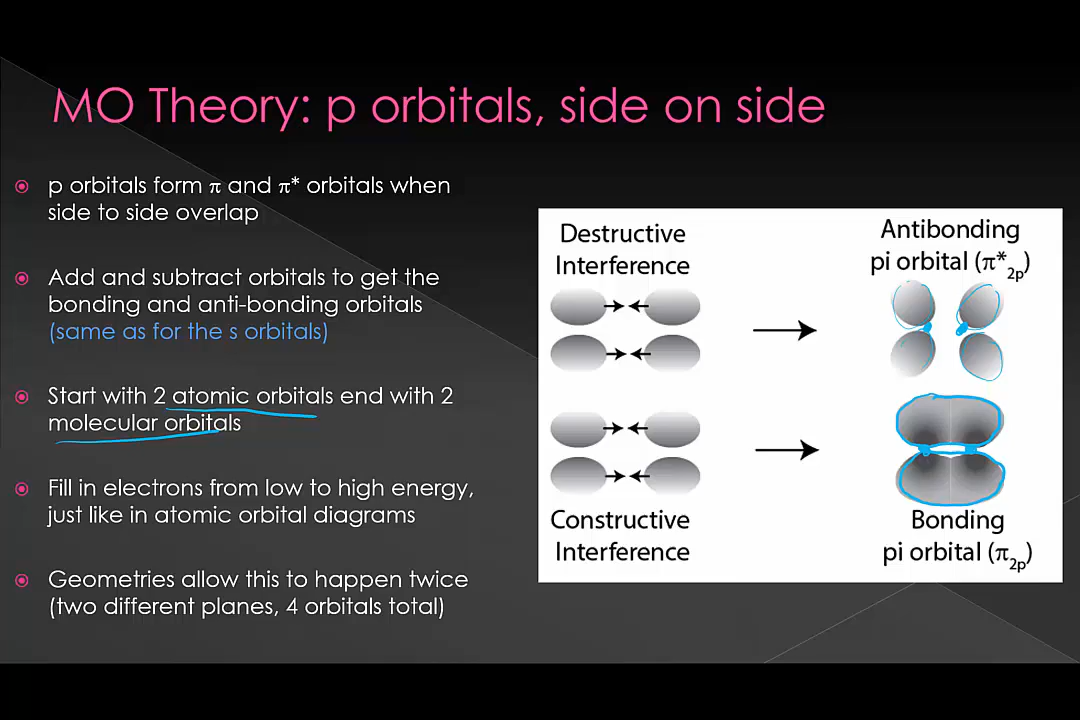 MO Theory: p orbitals, side on side
p orbitals form π and π* orbitals when
side to side overlap
Add and subtract orbitals to get the
bonding and anti-bonding orbitals
(same as for the s orbitals)
Start with 2 atomic orbitals end with 2
molecular orbitals
Fill in electrons from low to high energy,
just like in atomic orbital diagrams
Geometries allow this to happen twice
(two different planes, 4 orbitals total)
Destructive
Interference
Antibonding
pi orbital (π*2p)
Constructive
Interference
Bonding
pi orbital (π2p)